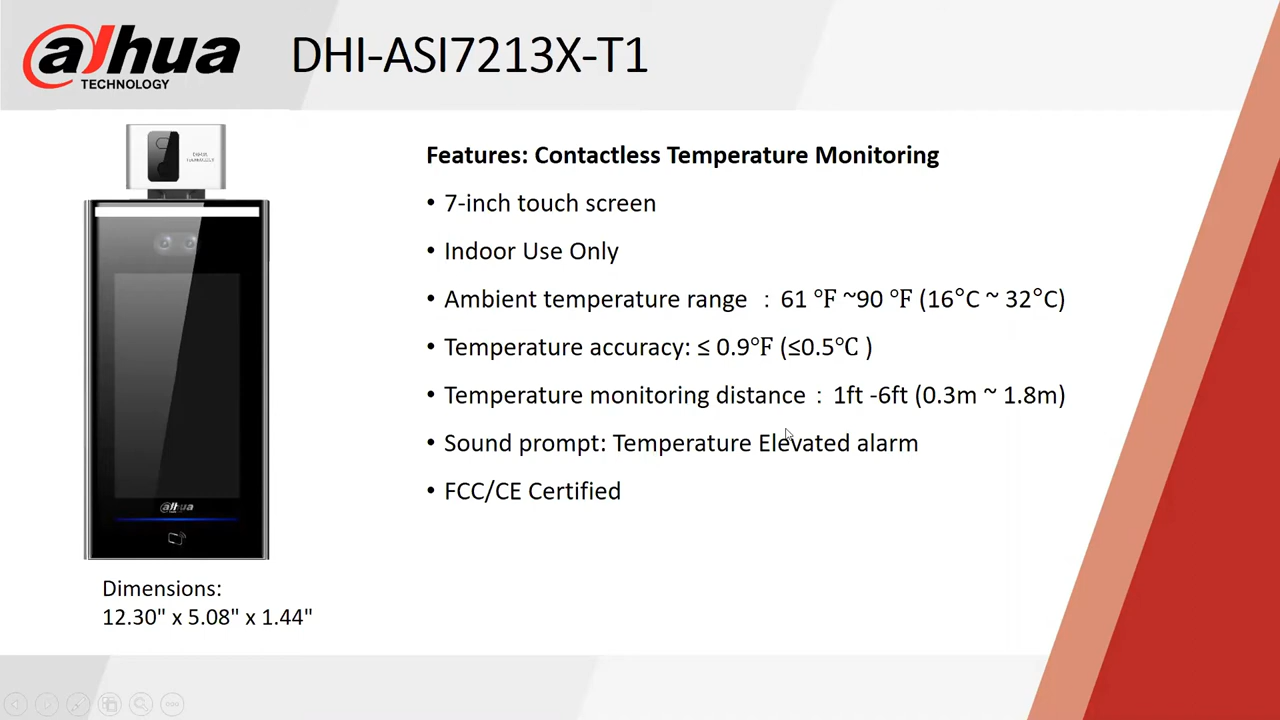 alhua
TECHNOLOGY
DHI-ASI7213X-T1
Features: Contactless Temperature Monitoring
• 7-inch touch screen
• Indoor Use Only
• Ambient temperature range : 61 ℉ ~90 ℉ (16°C ~ 32°C)
• Temperature accuracy: ≤ 0.9℉ (≤0.5℃ )
• Temperature monitoring distance : 1ft -6ft (0.3m ~ 1.8m)
• Sound prompt: Temperature Elevated alarm
• FCC/CE Certified
alhua
Dimensions:
12.30" x 5.08" x 1.44"